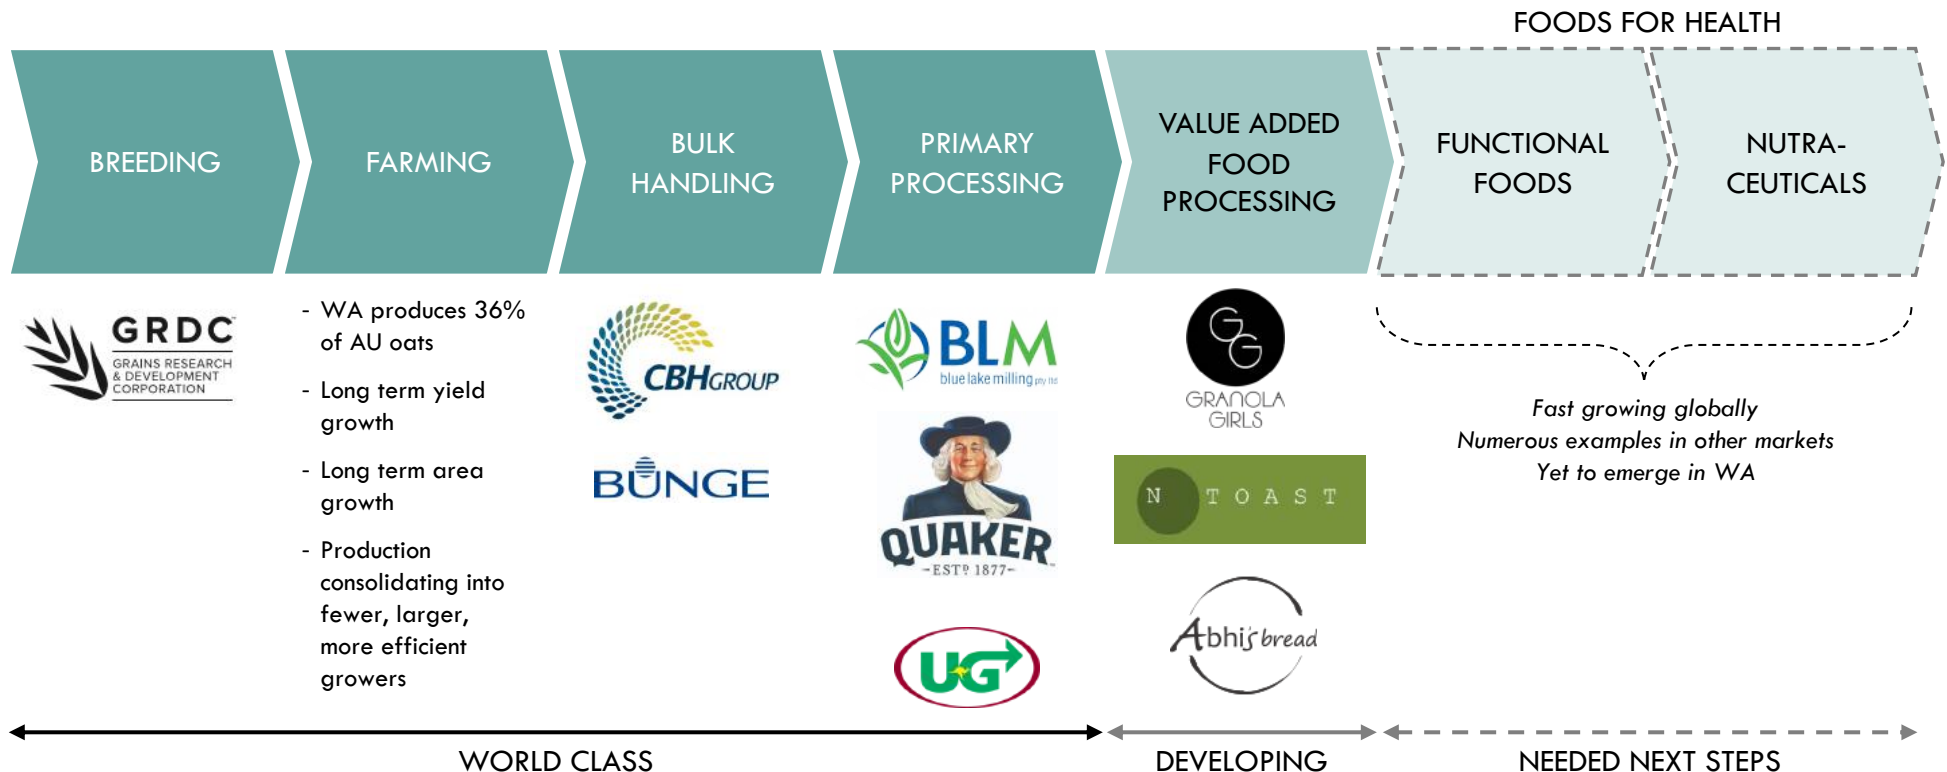 FOODS FOR HEALTH
BREEDING
FARMING
BULK
HANDLING
PRIMARY
PROCESSING
VALUE ADDED
FOOD
PROCESSING
FUNCTIONAL
FOODS
NUTRA-
CEUTICALS
GRDC
GRAINS RESEARCH
& DEVELOPMENT
CORPORATION
- WA produces 36%
of AU oats
- Long term yield
growth
- Long term area
growth
- Production
consolidating into
fewer, larger,
more efficient
growers
CBHGROUP
BUNGE
BLM
blue lake milling pty ltd
QUAKER
ESTD 1877
UG
GG
GRANOLA
GIRLS
N TOAST
Abhi's bread
Fast growing globally
Numerous examples in other markets
Yet to emerge in WA
WORLD CLASS
DEVELOPING
NEEDED NEXT STEPS